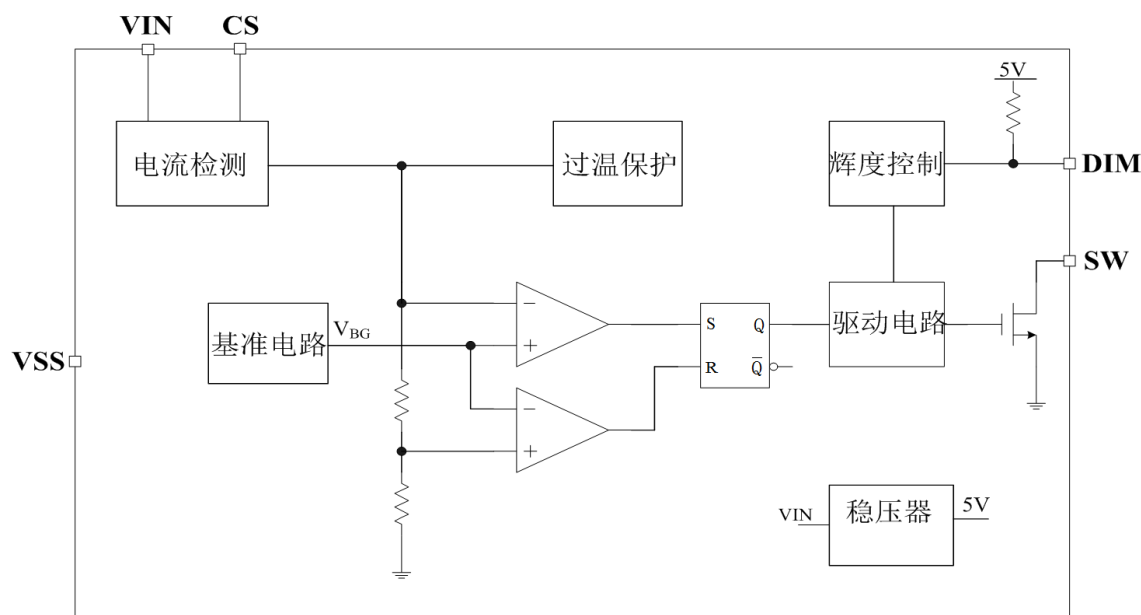 VIN CS
5V
电流检测 过温保护 辉度控制 DIM
SW
− S Q 驱动电路
基准电路 VBG
+
VSS R Q̅
−
+
稳压器 5V
VIN